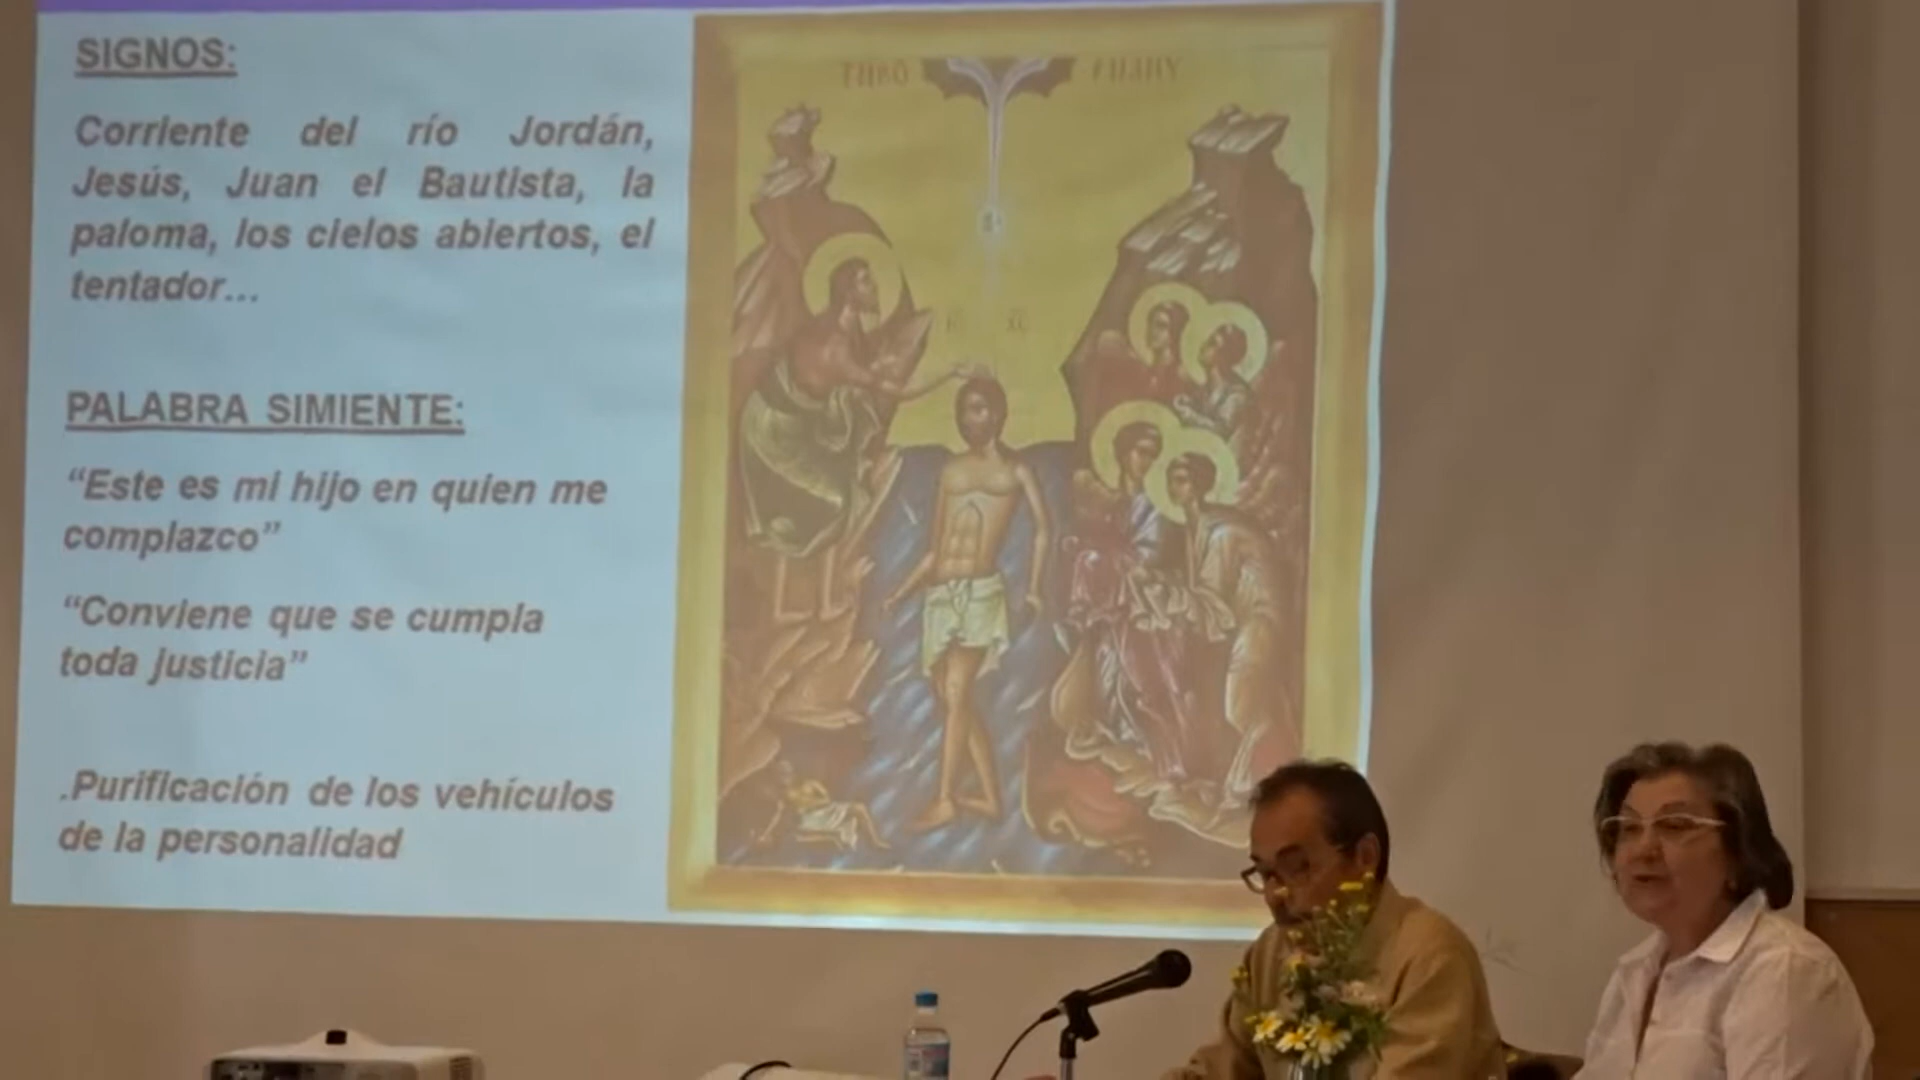 SIGNOS:
Corriente del río Jordán,
Jesús, Juan el Bautista, la
paloma, los cielos abiertos, el
tentador...
PALABRA SIMIENTE:
“Este es mi hijo en quien me
complazco”
“Conviene que se cumpla
toda justicia”
.Purificación de los vehículos
de la personalidad